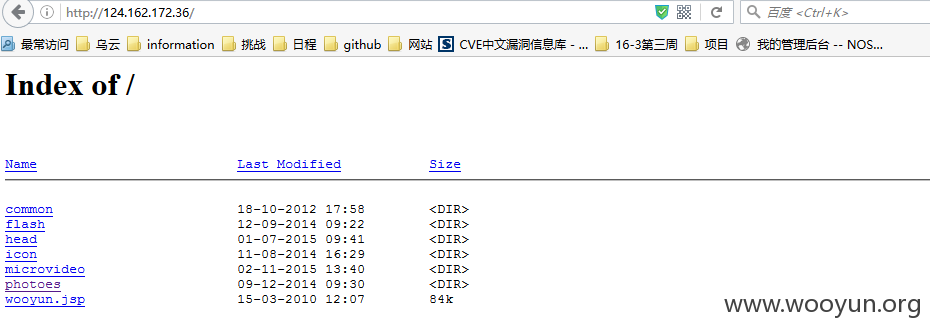 http://124.162.172.36/ 百度 <Ctrl+K>
最常访问 乌云 information 挑战 日程 github 网站 CVE中文漏洞信息库 - ... 16-3第三周 项目 我的管理后台 -- NOS...
Index of /
Name Last Modified Size
common 18-10-2012 17:58 <DIR>
flash 12-09-2014 09:22 <DIR>
head 01-07-2015 09:41 <DIR>
icon 11-08-2014 16:29 <DIR>
microvideo 02-11-2015 13:40 <DIR>
photoes 09-12-2014 09:30 <DIR>
wooyun.jsp 15-03-2010 12:07 84k
www.wooyun.org